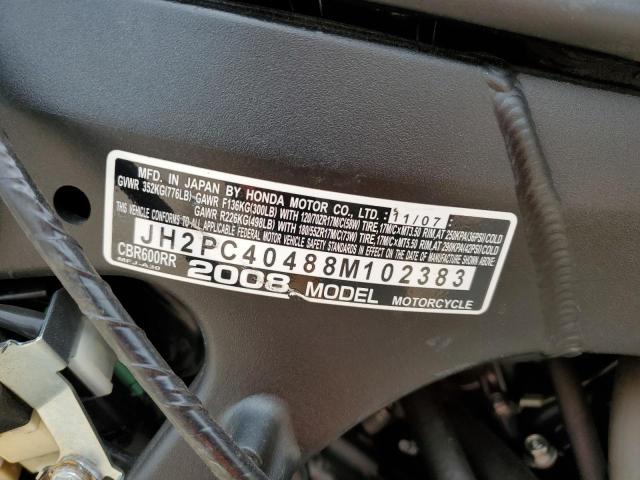 MFD. IN JAPAN BY HONDA MOTOR CO., LTD. : 11/07 :
GVWR 352KG(776LB)-GAWR F136KG(300LB) WITH 120/70ZR17M/C(58W) TIRE,17M/C×MT3.50 RIM,AT 250KPA(36PSI) COLD
GAWR R226KG(498LB) WITH 180/55ZR17M/C(73W) TIRE,17M/C×MT5.50 RIM,AT 290KPA(42PSI) COLD
THIS VEHICLE CONFORMS TO ALL APPLICABLE FEDERAL MOTOR VEHICLE SAFETY STANDARDS IN EFFECT ON THE DATE OF MANUFACTURE SHOWN ABOVE.
JH2PC40488M102383
CBR600RR 2008 MODEL MOTORCYCLE
MFJ-A30